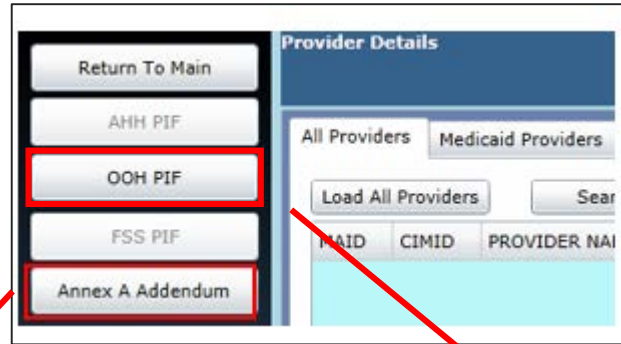 Return To Main
AHH PIF
OOH PIF
FSS PIF
Annex A Addendum
Provider Details
All Providers
Medicaid Providers
Load All Providers
MAID
CIMID
PROVIDER